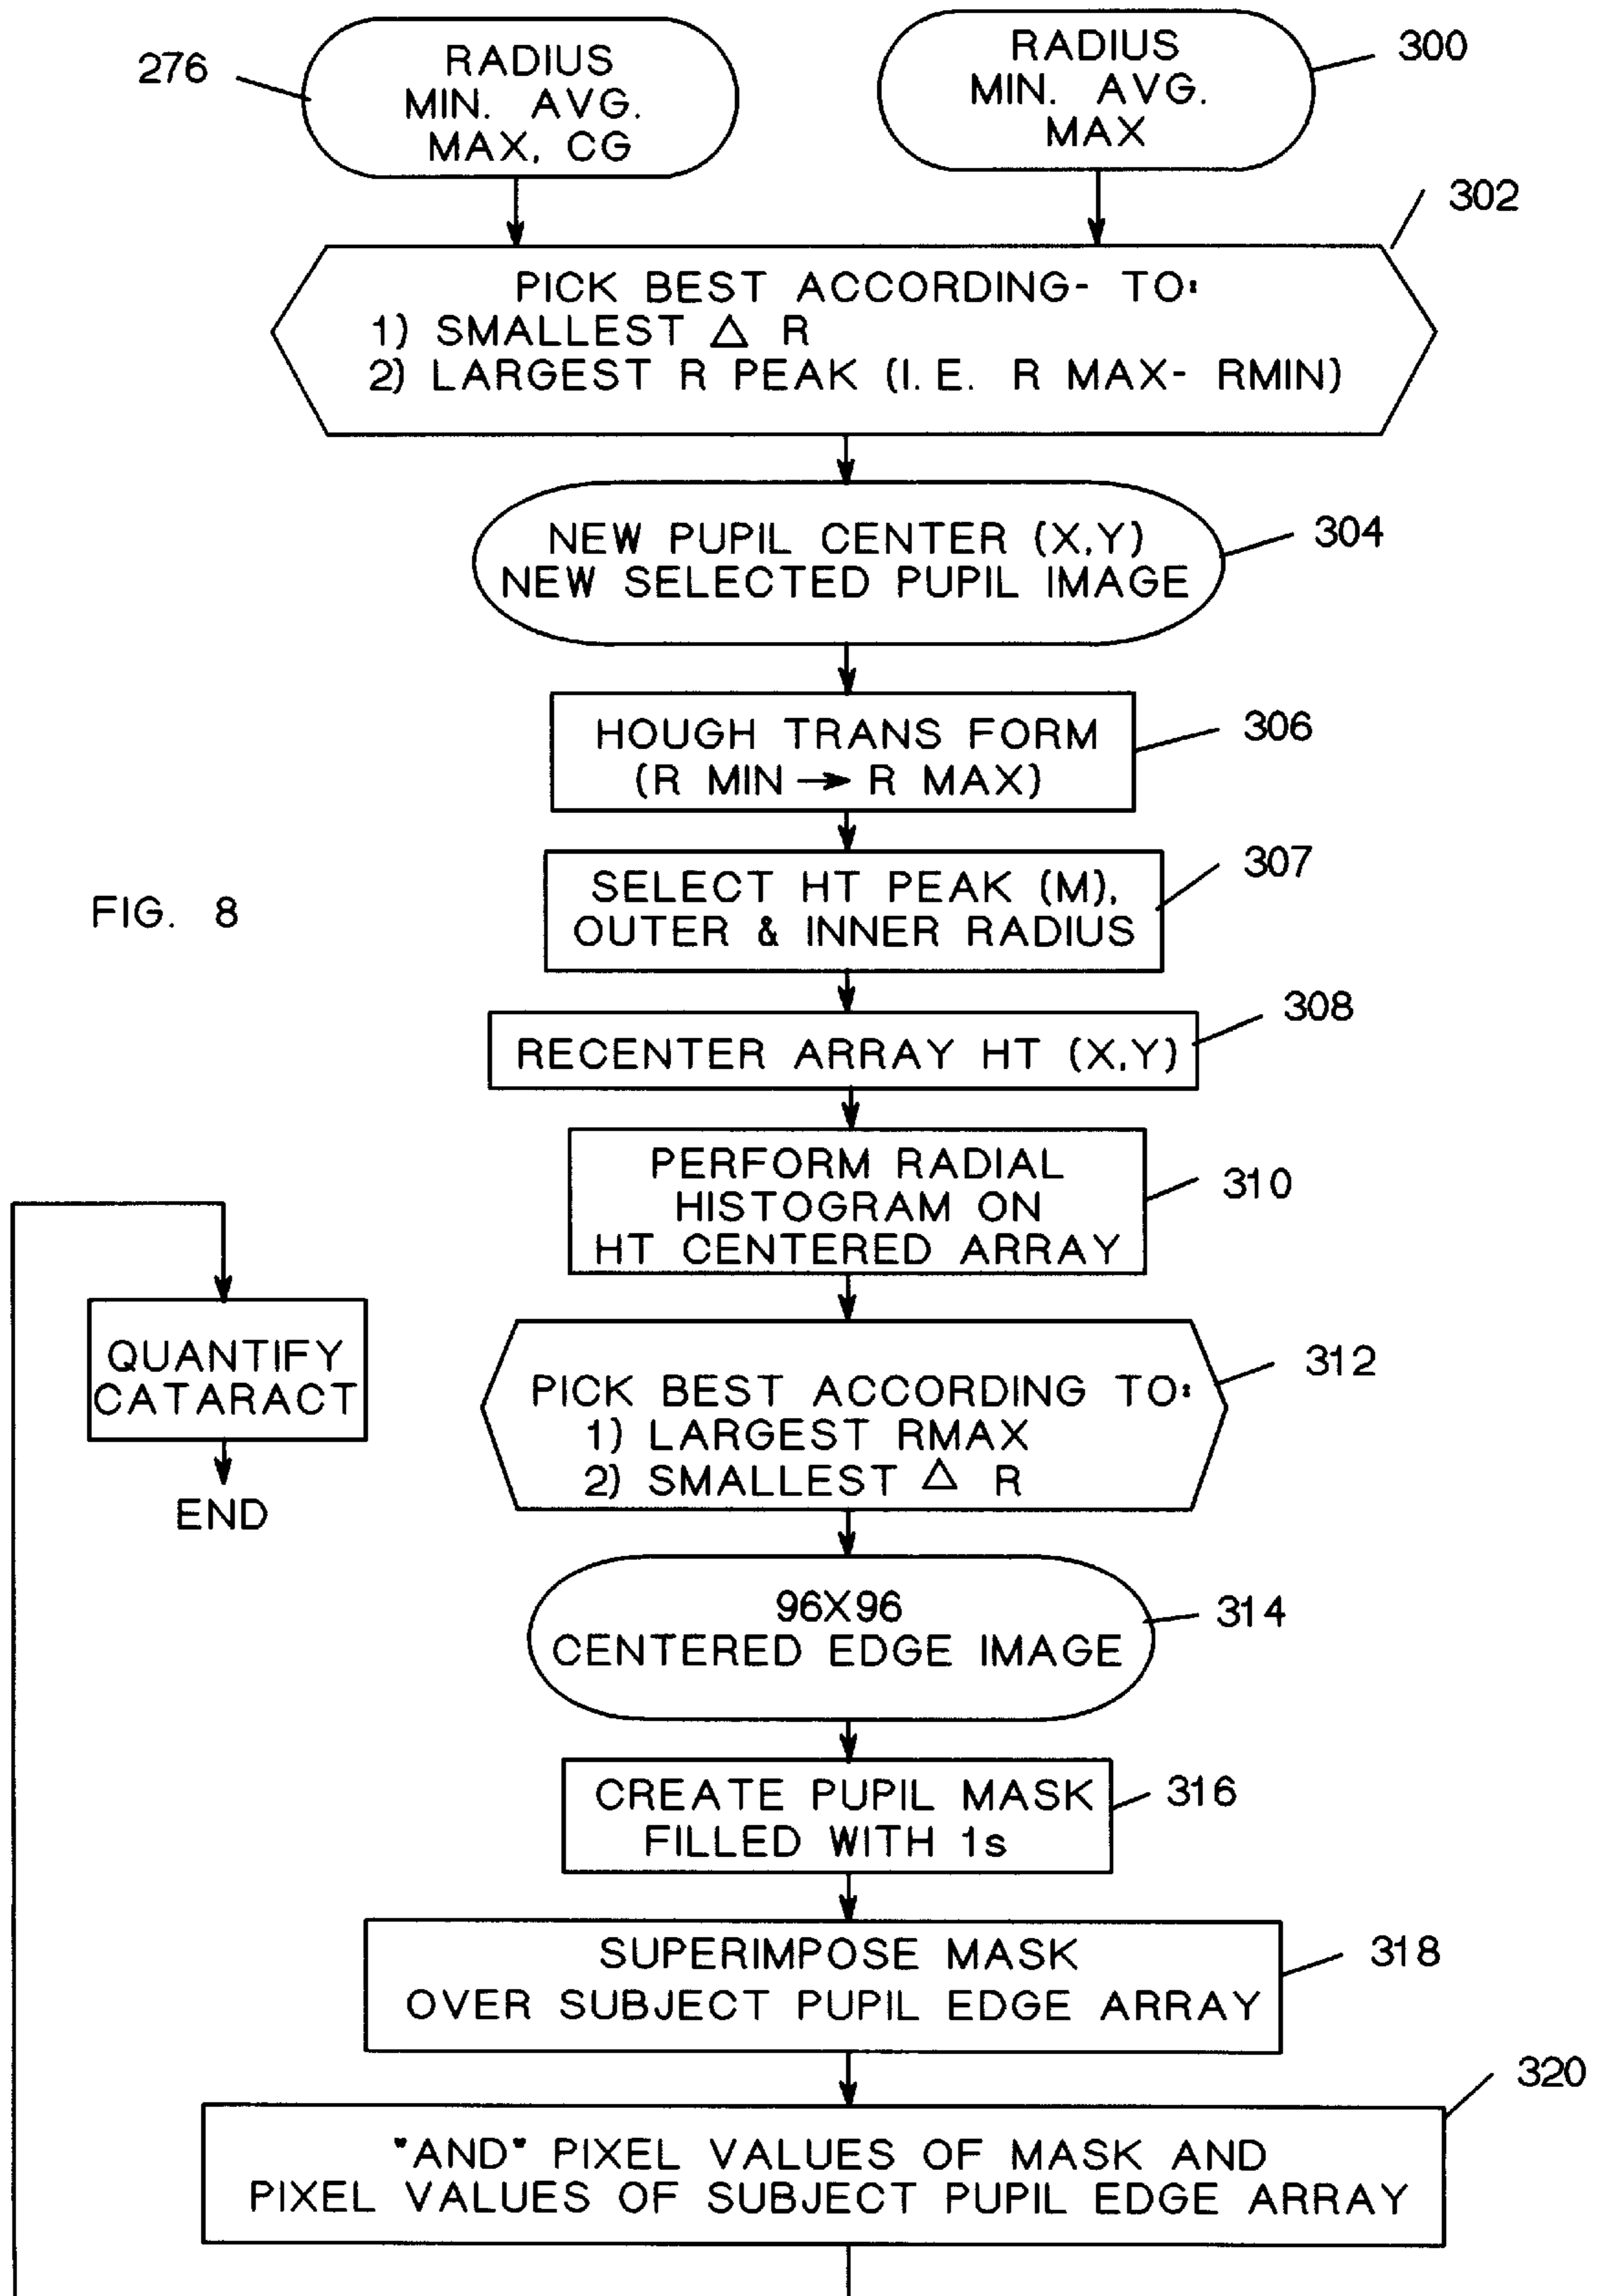 276
RADIUS
MIN. AVG.
MAX, CG
RADIUS
MIN. AVG.
MAX
300
302
PICK BEST ACCORDING- TO:
1) SMALLEST △ R
2) LARGEST R PEAK (I.E. R MAX- RMIN)
NEW PUPIL CENTER (X,Y)
NEW SELECTED PUPIL IMAGE
304
HOUGH TRANS FORM
(R MIN → R MAX)
306
SELECT HT PEAK (M),
OUTER & INNER RADIUS
307
FIG. 8
RECENTER ARRAY HT (X,Y)
308
PERFORM RADIAL
HISTOGRAM ON
HT CENTERED ARRAY
310
PICK BEST ACCORDING TO:
1) LARGEST RMAX
2) SMALLEST △ R
312
96X96
CENTERED EDGE IMAGE
314
CREATE PUPIL MASK
FILLED WITH 1s
316
SUPERIMPOSE MASK
OVER SUBJECT PUPIL EDGE ARRAY
318
"AND" PIXEL VALUES OF MASK AND
PIXEL VALUES OF SUBJECT PUPIL EDGE ARRAY
320
QUANTIFY
CATARACT
END